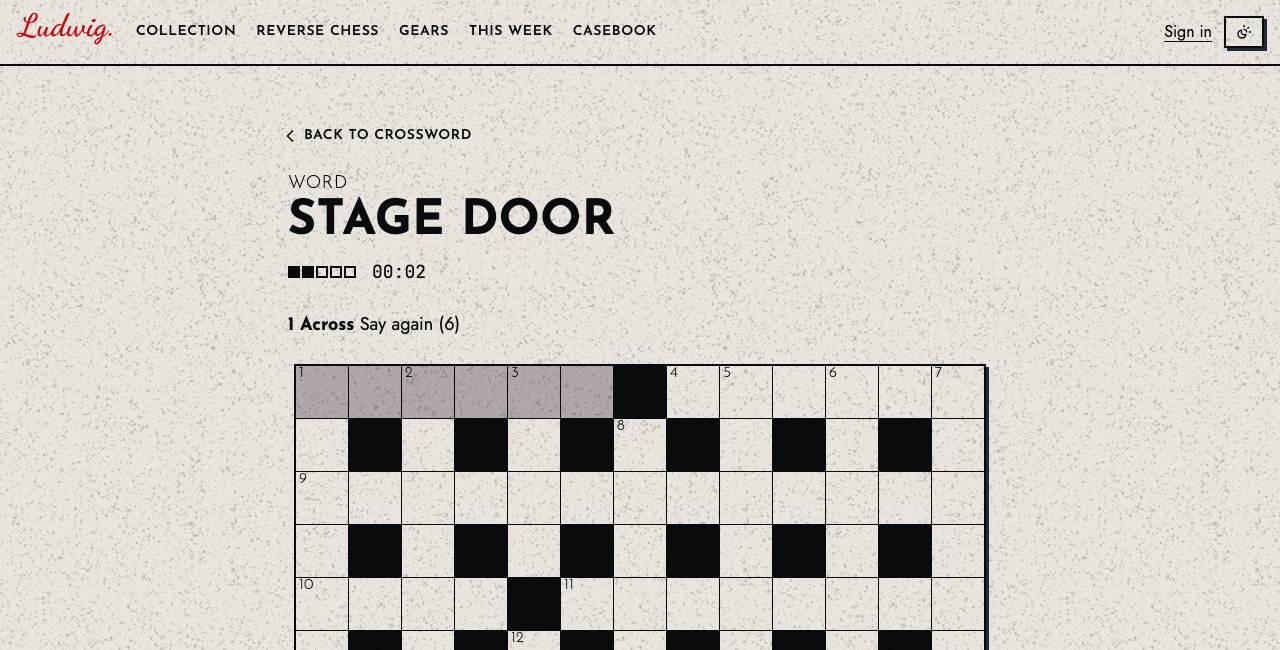 Ludwig.
COLLECTION REVERSE CHESS GEARS THIS WEEK CASEBOOK
Sign in
BACK TO CROSSWORD
WORD
STAGE DOOR
00:02
1 Across Say again (6)
1 2 3 4 5 6 7
8
9
10 11
12